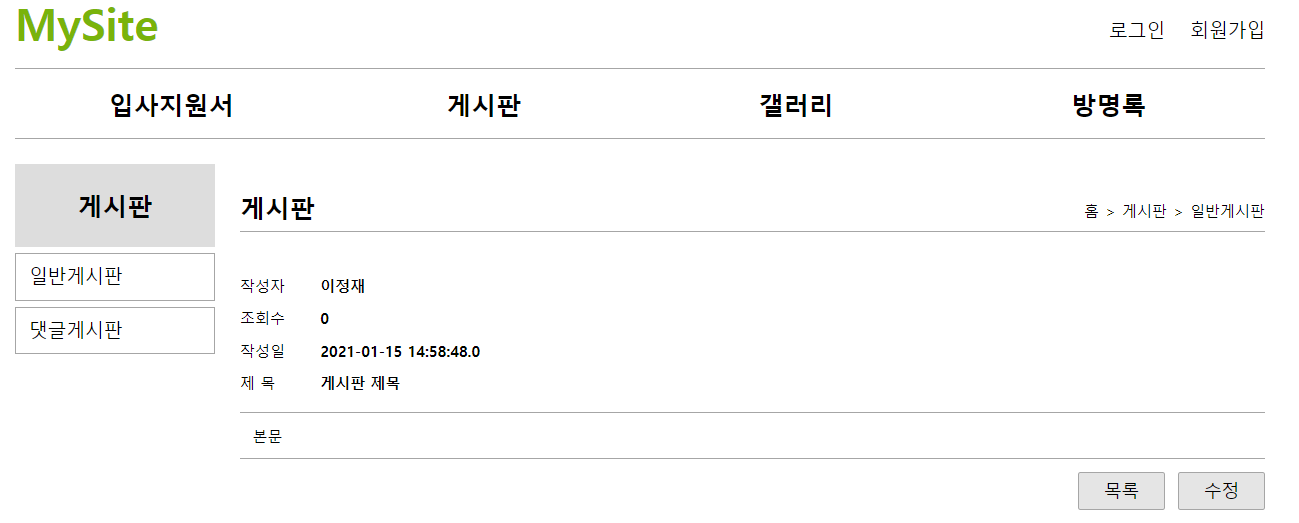 MySite
로그인 회원가입
입사지원서 게시판 갤러리 방명록
게시판
일반게시판
댓글게시판
게시판
홈 > 게시판 > 일반게시판
작성자 이정재
조회수 0
작성일 2021-01-15 14:58:48.0
제 목 게시판 제목
본문
목록 수정